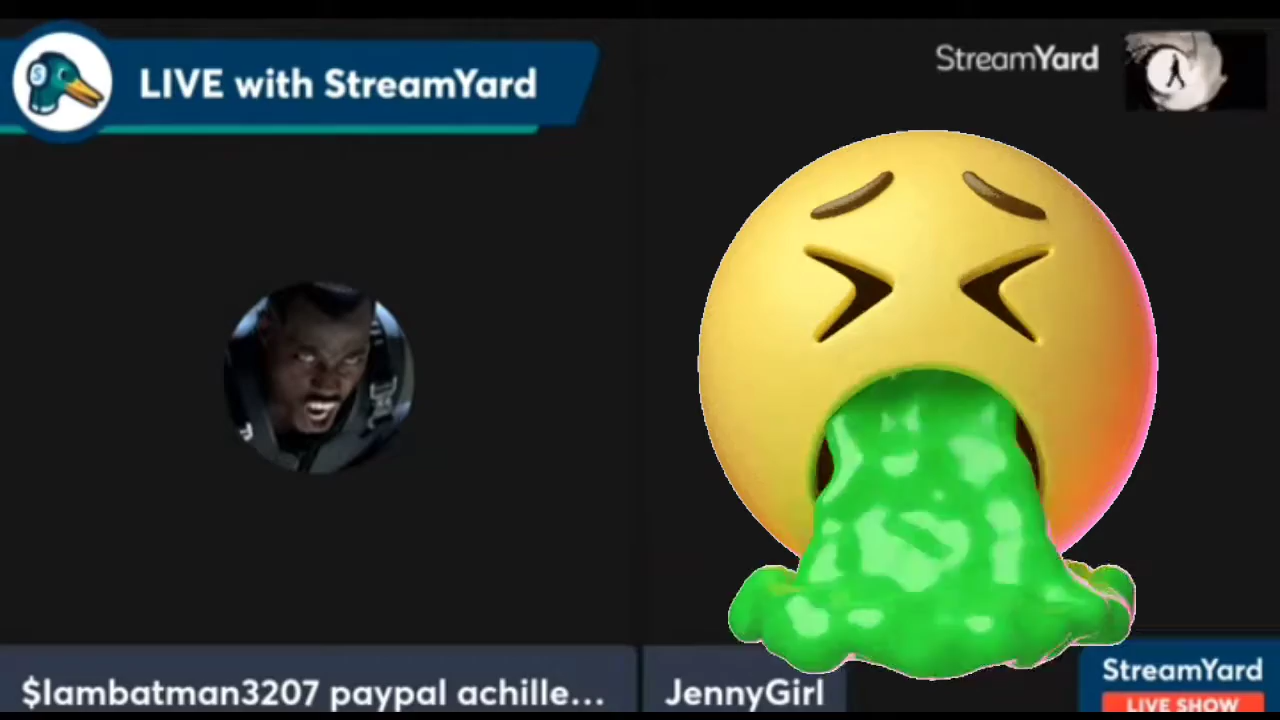 LIVE with StreamYard
StreamYard
$Iambatman3207 paypal achille...
JennyGirl
StreamYard
LIVE SHOW